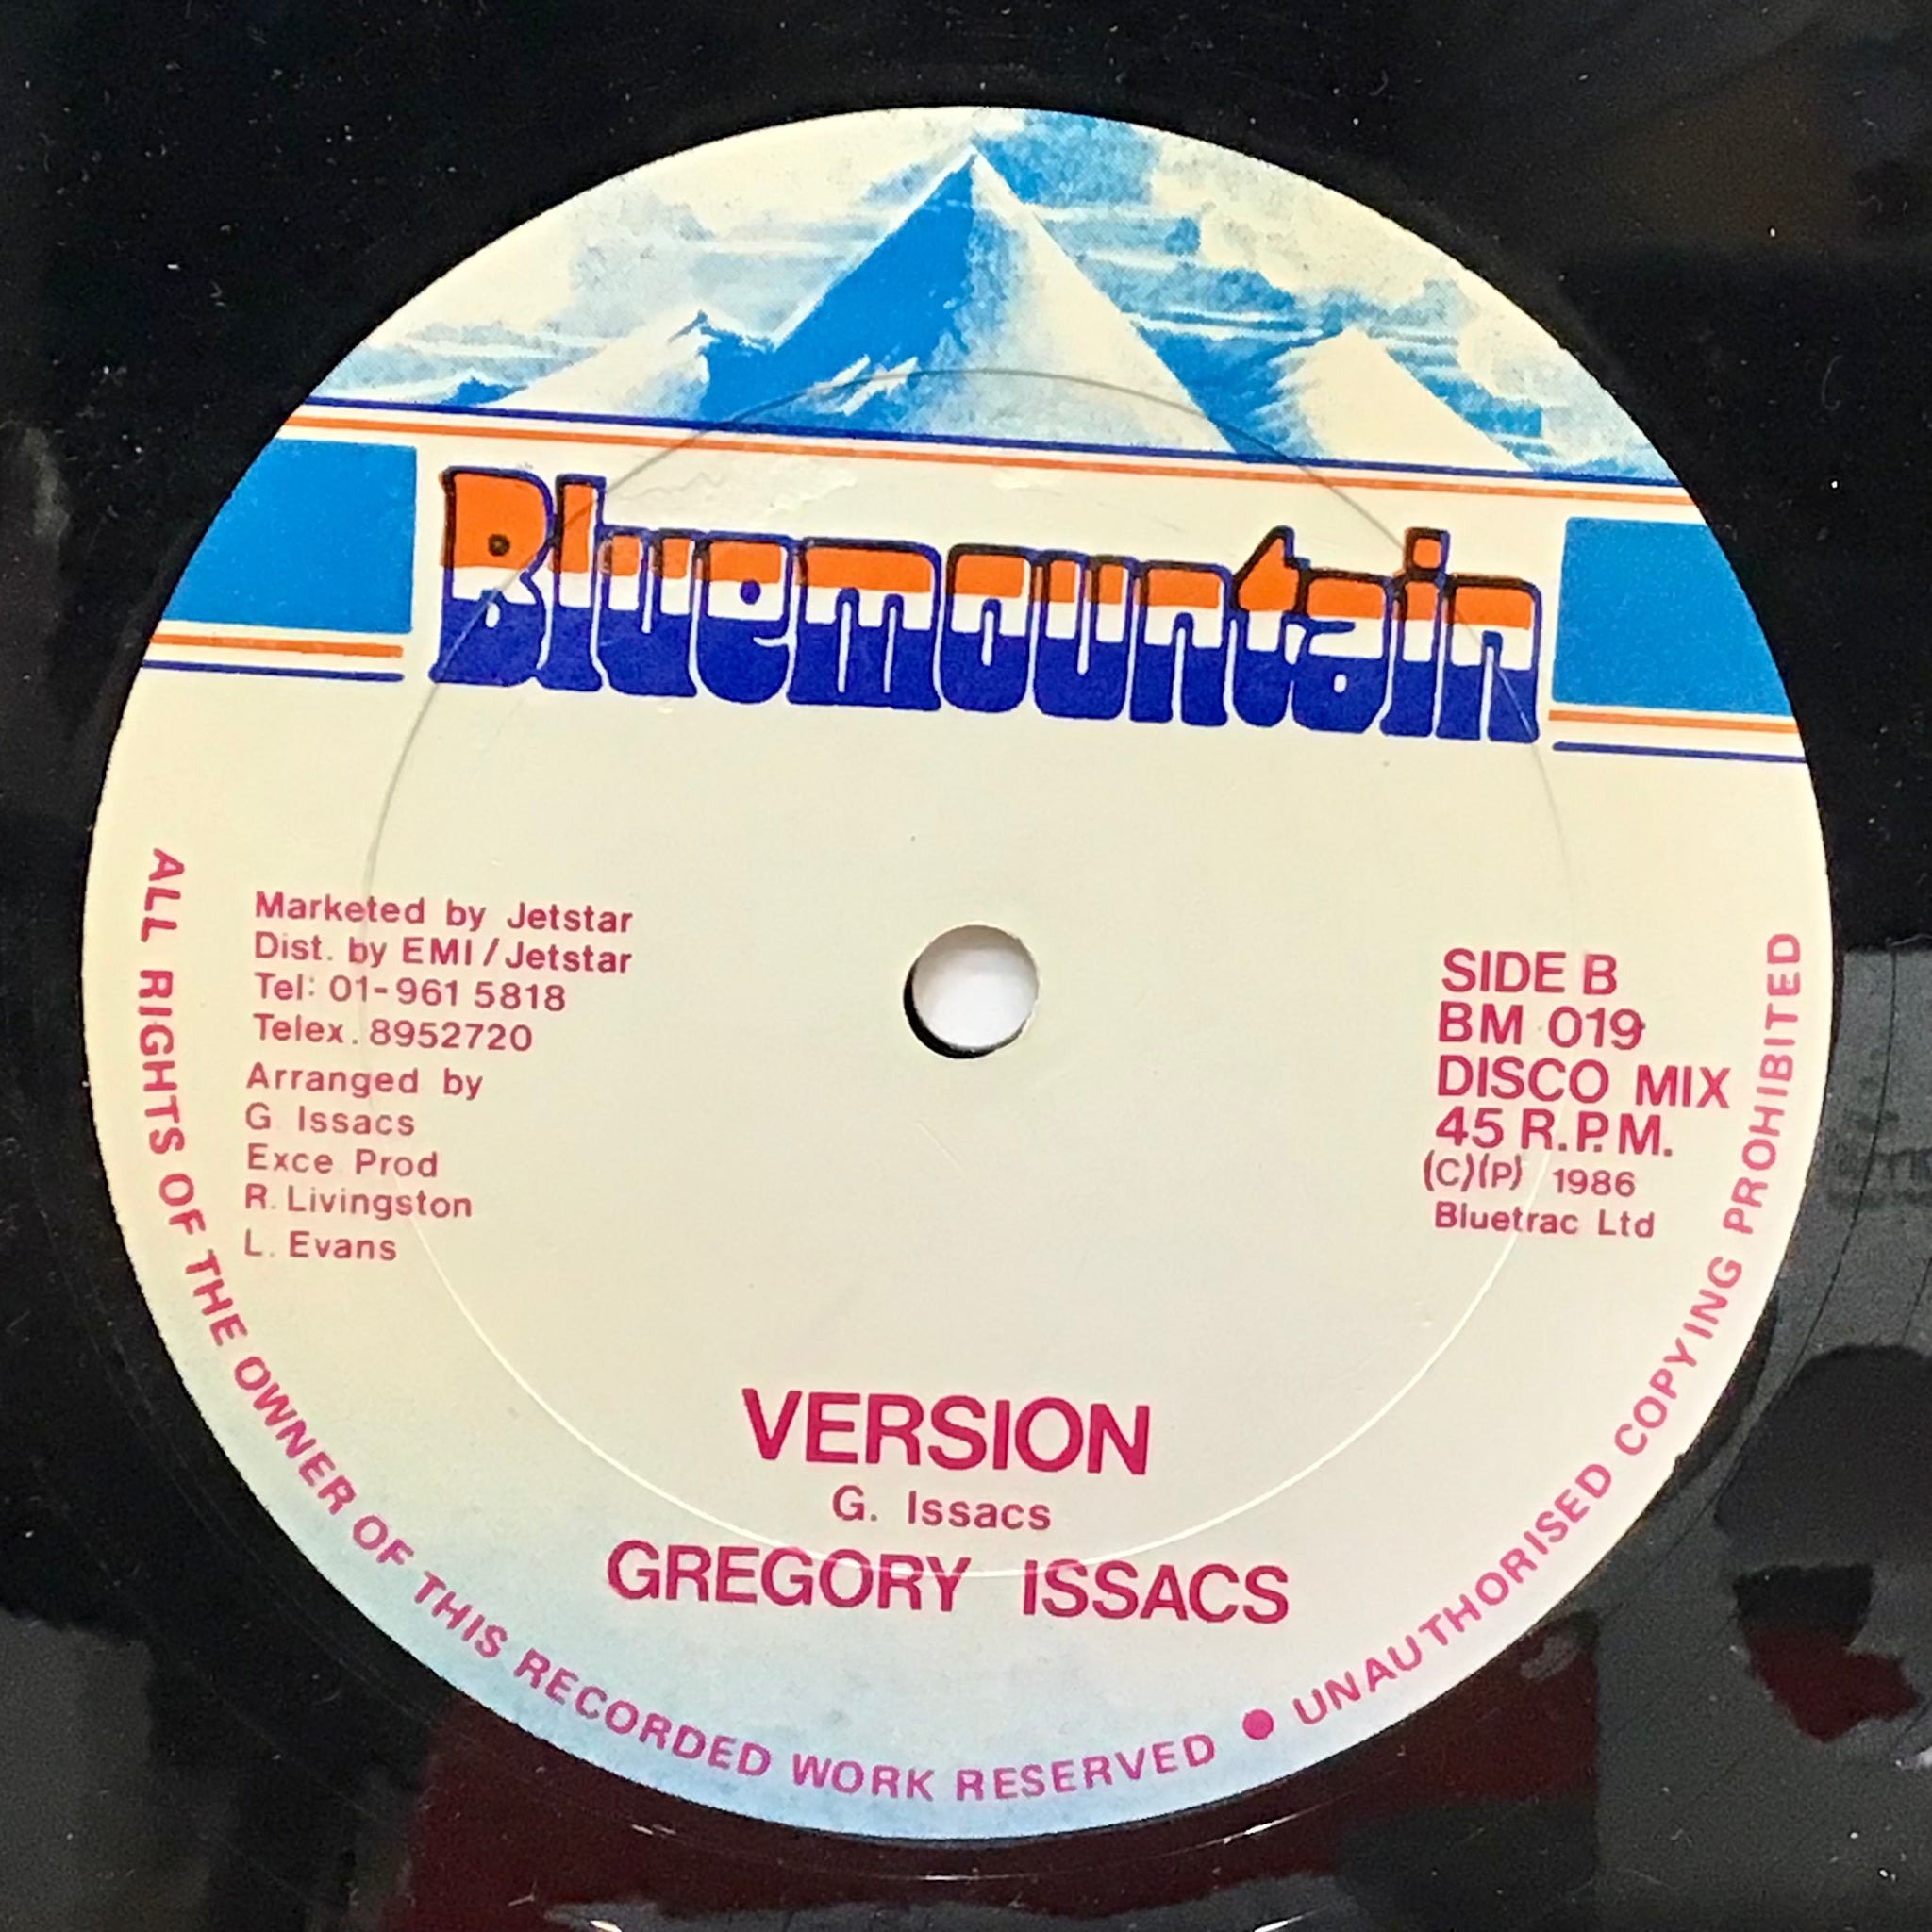 Bluemountain
Marketed by Jetstar
Dist. by EMI/Jetstar
Tel: 01-961 5818
Telex. 8952720
Arranged by
G Issacs
Exce Prod
R. Livingston
L. Evans
SIDE B
BM 019
DISCO MIX
45 R.P.M.
(C)(P) 1986
Bluetrac Ltd
VERSION
G. Issacs
GREGORY ISSACS
ALL RIGHTS OF THE OWNER OF THIS RECORDED WORK RESERVED ● UNAUTHORISED COPYING PROHIBITED